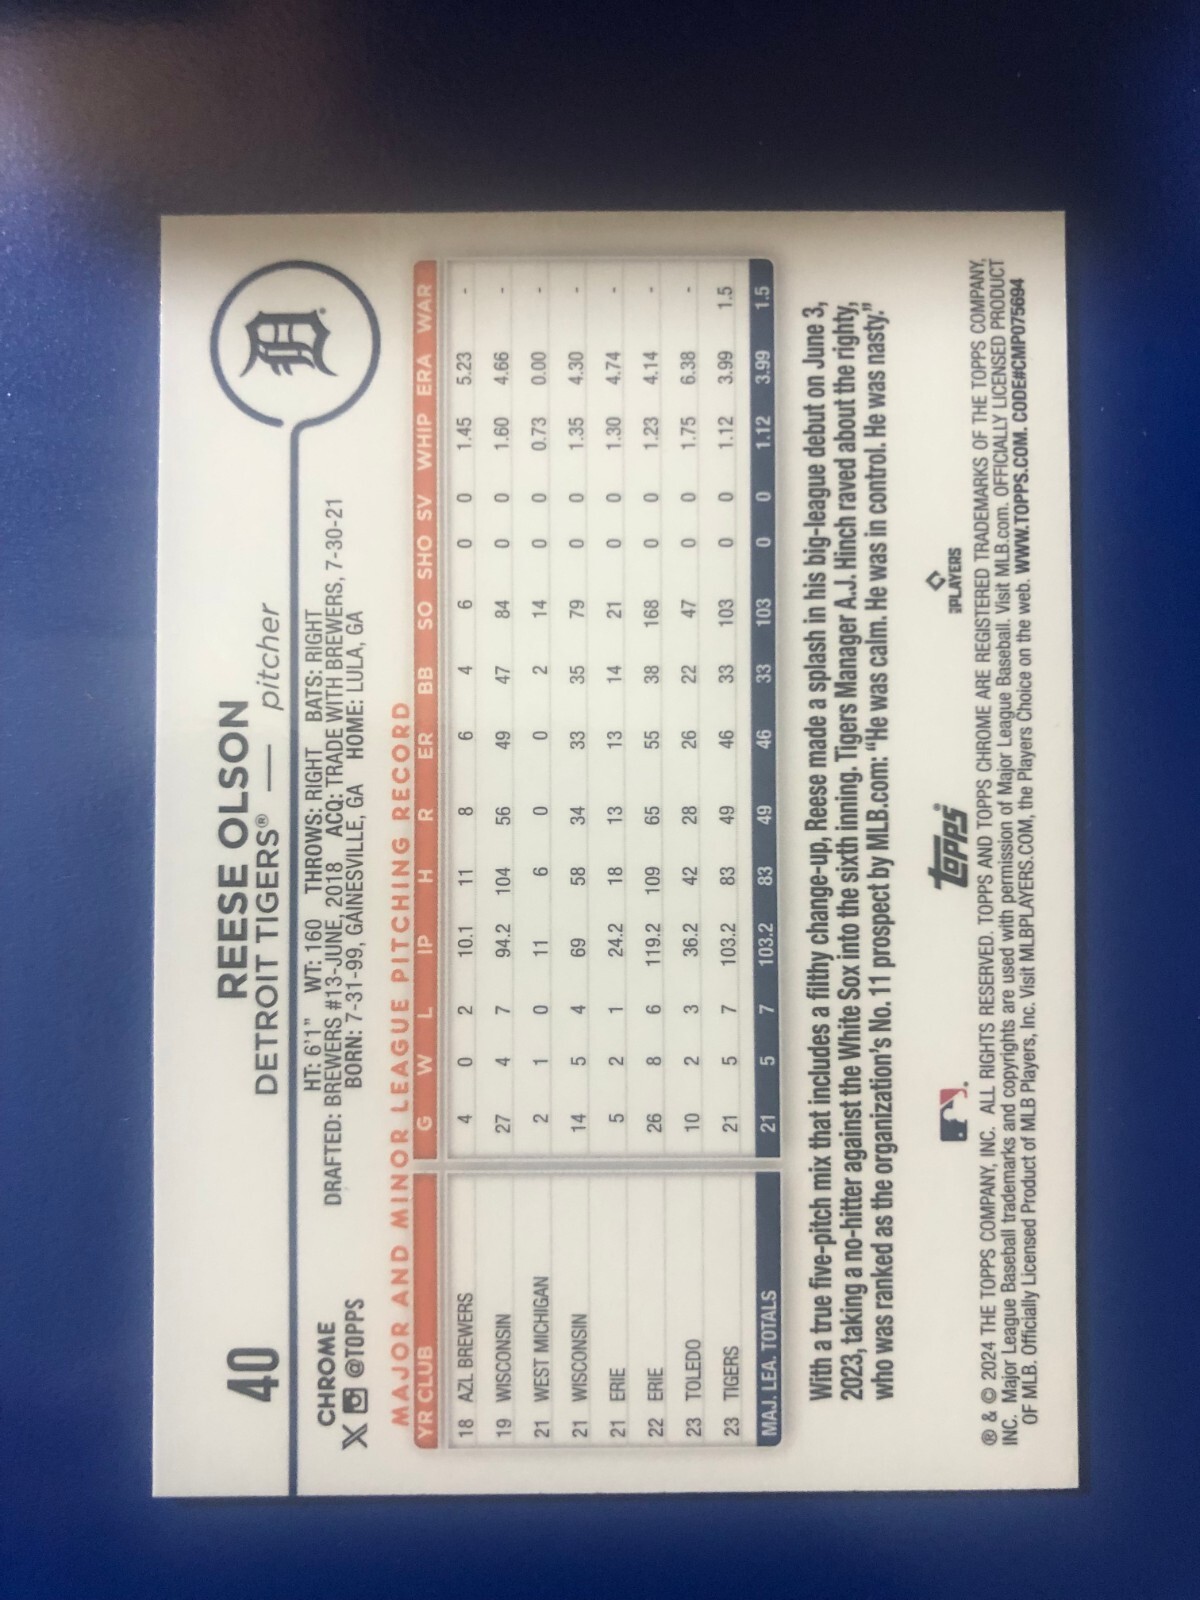 40
REESE OLSON
DETROIT TIGERS® — pitcher
D
CHROME
X @TOPPS
HT: 6'1" WT: 160 THROWS: RIGHT BATS: RIGHT
DRAFTED: BREWERS #13-JUNE, 2018 ACQ: TRADE WITH BREWERS, 7-30-21
BORN: 7-31-99, GAINESVILLE, GA HOME: LULA, GA
MAJOR AND MINOR LEAGUE PITCHING RECORD
YR CLUB G W L IP H R ER BB SO SHO SV WHIP ERA WAR
18 AZL BREWERS 4 0 2 10.1 11 8 6 4 6 0 0 1.45 5.23 -
19 WISCONSIN 27 4 7 94.2 104 56 49 47 84 0 0 1.60 4.66 -
21 WEST MICHIGAN 2 1 0 11 6 0 0 2 14 0 0 0.73 0.00 -
21 WISCONSIN 14 5 4 69 58 34 33 35 79 0 0 1.35 4.30 -
21 ERIE 5 2 1 24.2 18 13 13 14 21 0 0 1.30 4.74 -
22 ERIE 26 8 6 119.2 109 65 55 38 168 0 0 1.23 4.14 -
23 TOLEDO 10 2 3 36.2 42 28 26 22 47 0 0 1.75 6.38 -
23 TIGERS 21 5 7 103.2 83 49 46 33 103 0 0 1.12 3.99 1.5
MAJ. LEA. TOTALS 21 5 7 103.2 83 49 46 33 103 0 0 1.12 3.99 1.5
With a true five-pitch mix that includes a filthy change-up, Reese made a splash in his big-league debut on June 3,
2023, taking a no-hitter against the White Sox into the sixth inning. Tigers Manager A.J. Hinch raved about the righty,
who was ranked as the organization's No. 11 prospect by MLB.com: "He was calm. He was in control. He was nasty."
topps
PLAYERS
® & © 2024 THE TOPPS COMPANY, INC. ALL RIGHTS RESERVED. TOPPS AND TOPPS CHROME ARE REGISTERED TRADEMARKS OF THE TOPPS COMPANY,
INC. Major League Baseball trademarks and copyrights are used with permission of Major League Baseball. Visit MLB.com. OFFICIALLY LICENSED PRODUCT
OF MLB. Officially Licensed Product of MLB Players, Inc. Visit MLBPLAYERS.COM, the Players Choice on the web. WWW.TOPPS.COM. CODE#CMP075694